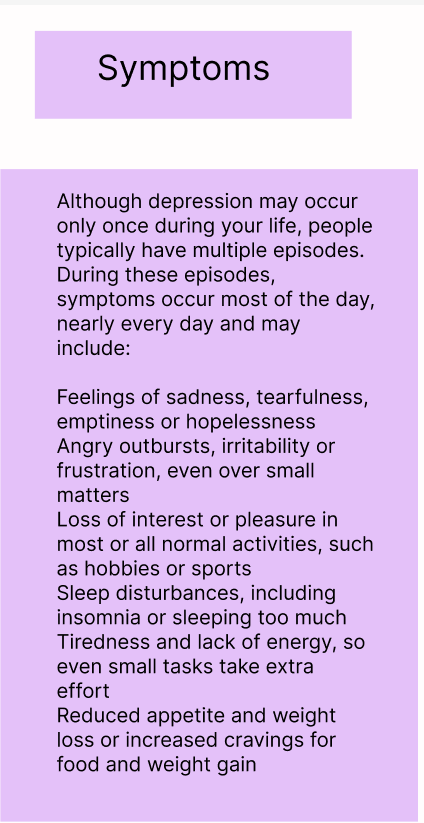 Symptoms
Although depression may occur
only once during your life, people
typically have multiple episodes.
During these episodes,
symptoms occur most of the day,
nearly every day and may
include:
Feelings of sadness, tearfulness,
emptiness or hopelessness
Angry outbursts, irritability or
frustration, even over small
matters
Loss of interest or pleasure in
most or all normal activities, such
as hobbies or sports
Sleep disturbances, including
insomnia or sleeping too much
Tiredness and lack of energy, so
even small tasks take extra
effort
Reduced appetite and weight
loss or increased cravings for
food and weight gain